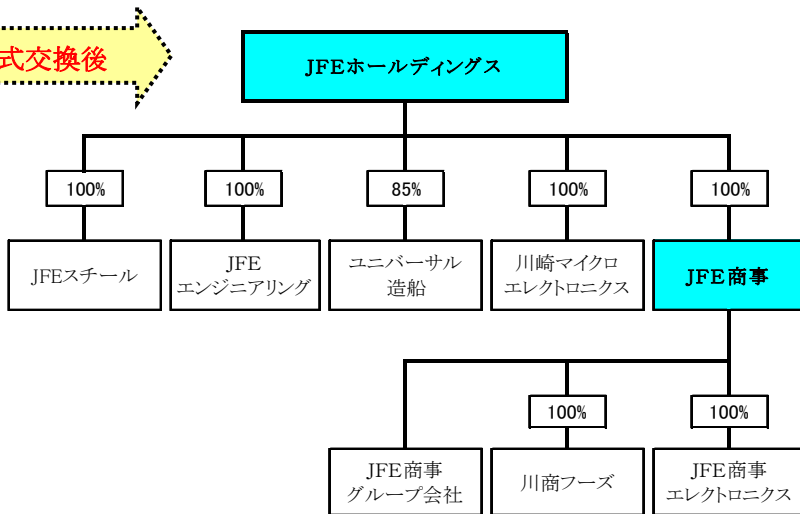 式交換後
JFEホールディングス
100%
100%
85%
100%
100%
JFEスチール
JFE
エンジニアリング
ユニバーサル
造船
川崎マイクロ
エレクトロニクス
JFE商事
100%
100%
JFE商事
グループ会社
川商フーズ
JFE商事
エレクトロニクス